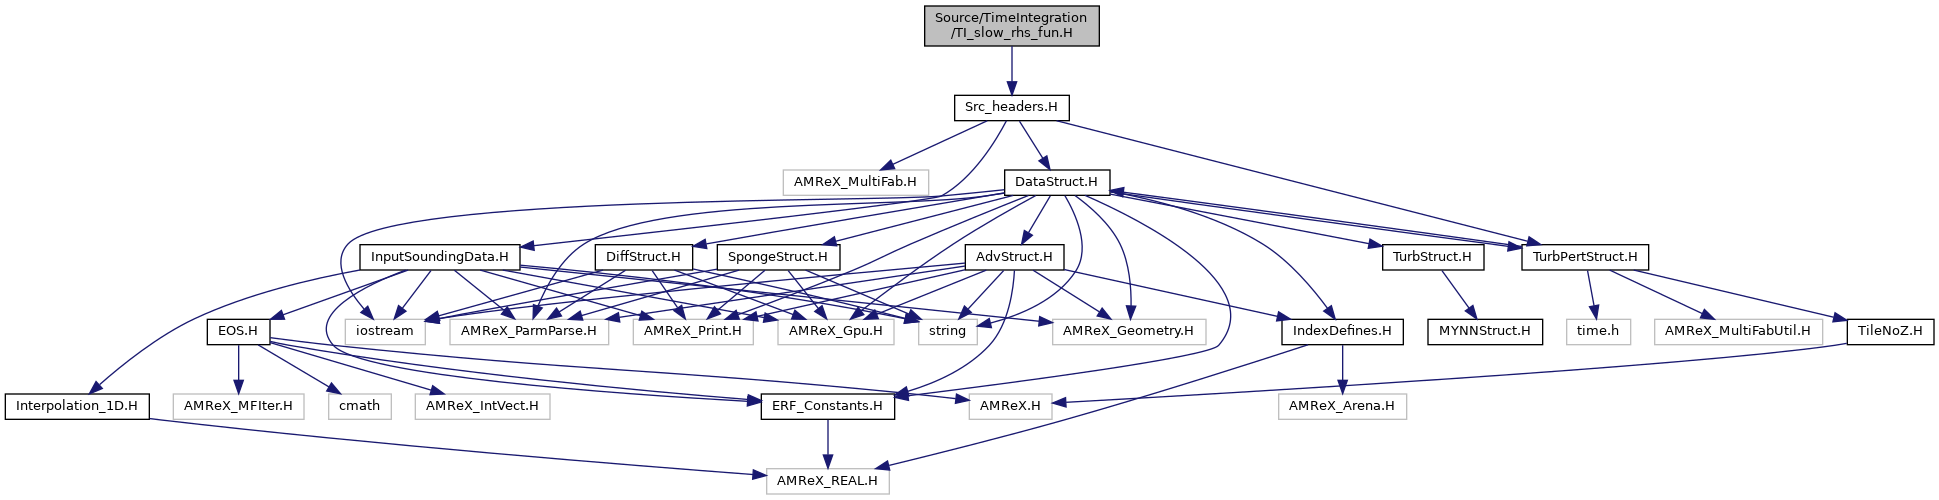 Source/TimeIntegration
/TI_slow_rhs_fun.H
Src_headers.H
AMReX_MultiFab.H
DataStruct.H
InputSoundingData.H
DiffStruct.H
SpongeStruct.H
AdvStruct.H
TurbStruct.H
TurbPertStruct.H
EOS.H
iostream
AMReX_ParmParse.H
AMReX_Print.H
AMReX_Gpu.H
string
AMReX_Geometry.H
IndexDefines.H
MYNNStruct.H
time.h
AMReX_MultiFabUtil.H
TileNoZ.H
Interpolation_1D.H
AMReX_MFIter.H
cmath
AMReX_IntVect.H
ERF_Constants.H
AMReX.H
AMReX_Arena.H
AMReX_REAL.H